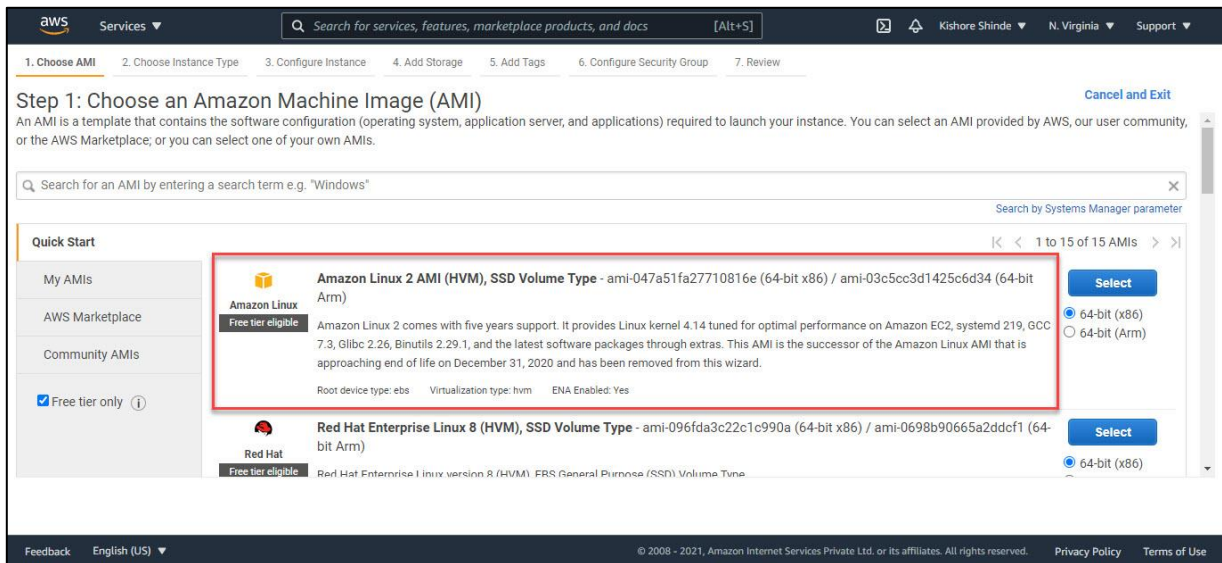 aws Services ▼ Search for services, features, marketplace products, and docs [Alt+S] Kishore Shinde ▼ N. Virginia ▼ Support ▼
1. Choose AMI 2. Choose Instance Type 3. Configure Instance 4. Add Storage 5. Add Tags 6. Configure Security Group 7. Review
Step 1: Choose an Amazon Machine Image (AMI)
Cancel and Exit
An AMI is a template that contains the software configuration (operating system, application server, and applications) required to launch your instance. You can select an AMI provided by AWS, our user community,
or the AWS Marketplace; or you can select one of your own AMIs.
Search for an AMI by entering a search term e.g. "Windows"
Search by Systems Manager parameter
Quick Start
1 to 15 of 15 AMIs
My AMIs
AWS Marketplace
Community AMIs
Free tier only
Amazon Linux
Free tier eligible
Amazon Linux 2 AMI (HVM), SSD Volume Type - ami-047a51fa27710816e (64-bit x86) / ami-03c5cc3d1425c6d34 (64-bit
Arm)
Amazon Linux 2 comes with five years support. It provides Linux kernel 4.14 tuned for optimal performance on Amazon EC2, systemd 219, GCC
7.3, Glibc 2.26, Binutils 2.29.1, and the latest software packages through extras. This AMI is the successor of the Amazon Linux AMI that is
approaching end of life on December 31, 2020 and has been removed from this wizard.
Root device type: ebs Virtualization type: hvm ENA Enabled: Yes
Select
64-bit (x86)
64-bit (Arm)
Red Hat
Free tier eligible
Red Hat Enterprise Linux 8 (HVM), SSD Volume Type - ami-096fda3c22c1c990a (64-bit x86) / ami-0698b90665a2ddcf1 (64-
bit Arm)
Red Hat Enterprise Linux version 8 (HVM), EBS General Purpose (SSD) Volume Type
Select
64-bit (x86)
Feedback English (US) ▼ © 2008 - 2021, Amazon Internet Services Private Ltd. or its affiliates. All rights reserved. Privacy Policy Terms of Use